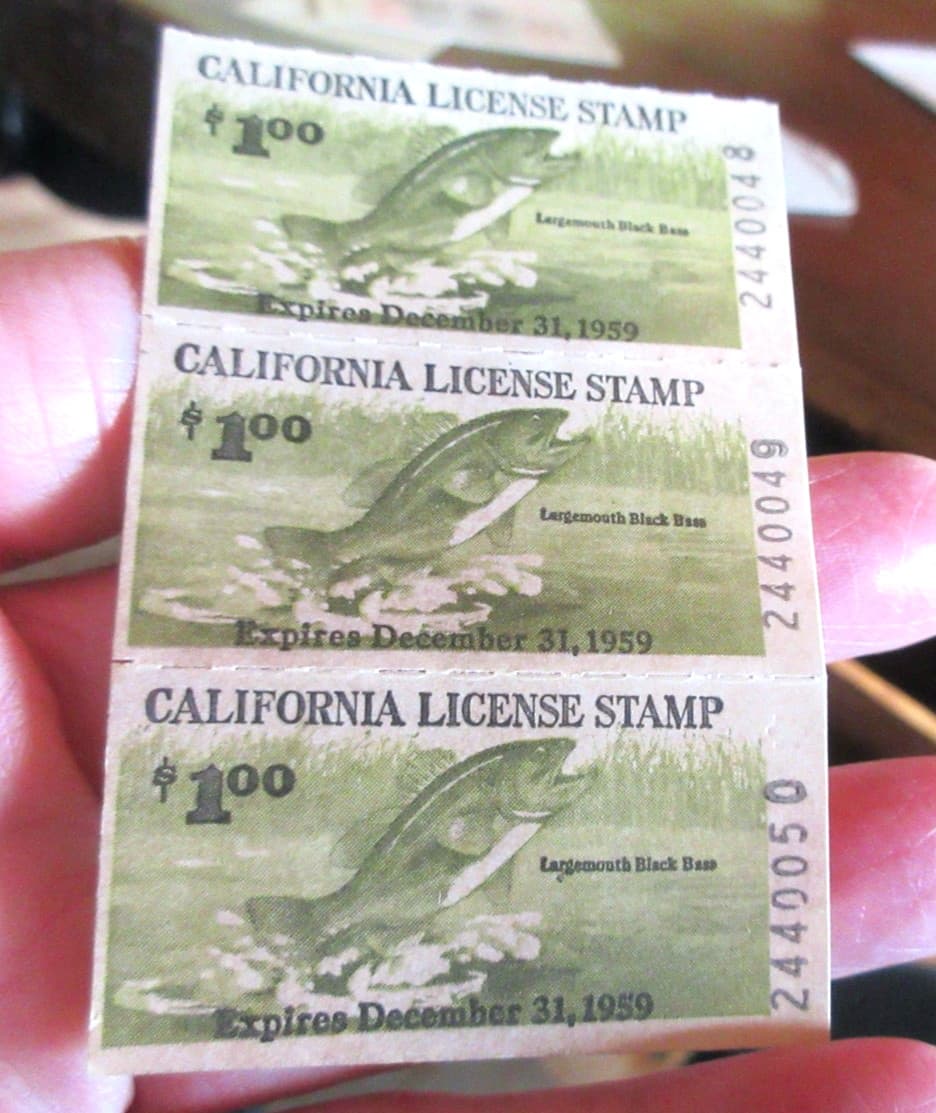 CALIFORNIA LICENSE STAMP
$1.00
Largemouth Black Bass
Expires December 31, 1959
2440048
CALIFORNIA LICENSE STAMP
$1.00
Largemouth Black Bass
Expires December 31, 1959
2440049
CALIFORNIA LICENSE STAMP
$1.00
Largemouth Black Bass
Expires December 31, 1959
2440050